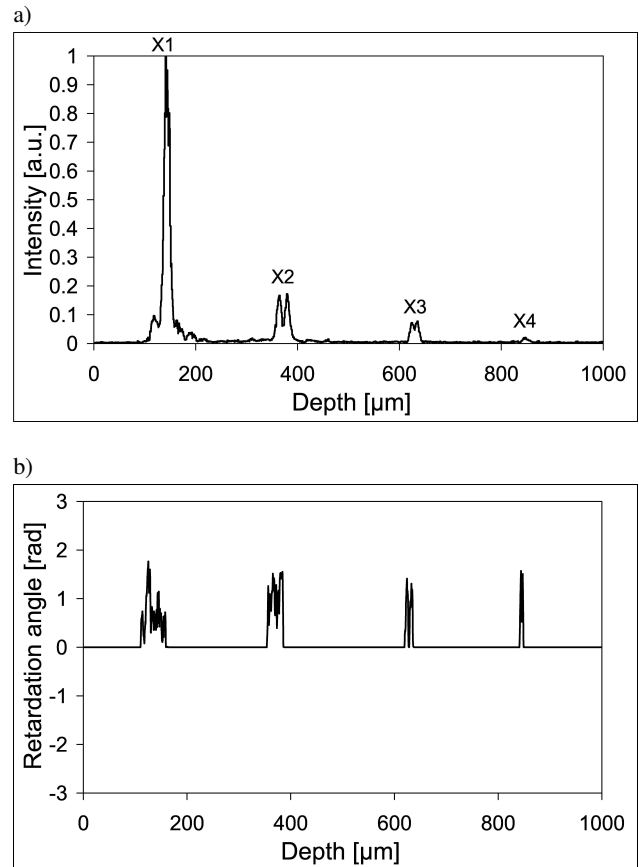 a)
X1
1
0.9
0.8
0.7
0.6
0.5
0.4
0.3
0.2
0.1
0
Intensity [a.u.]
X2
X3
X4
0 200 400 600 800 1000
Depth [µm]
b)
3
2
1
0
-1
-2
-3
Retardation angle [rad]
0 200 400 600 800 1000
Depth [µm]